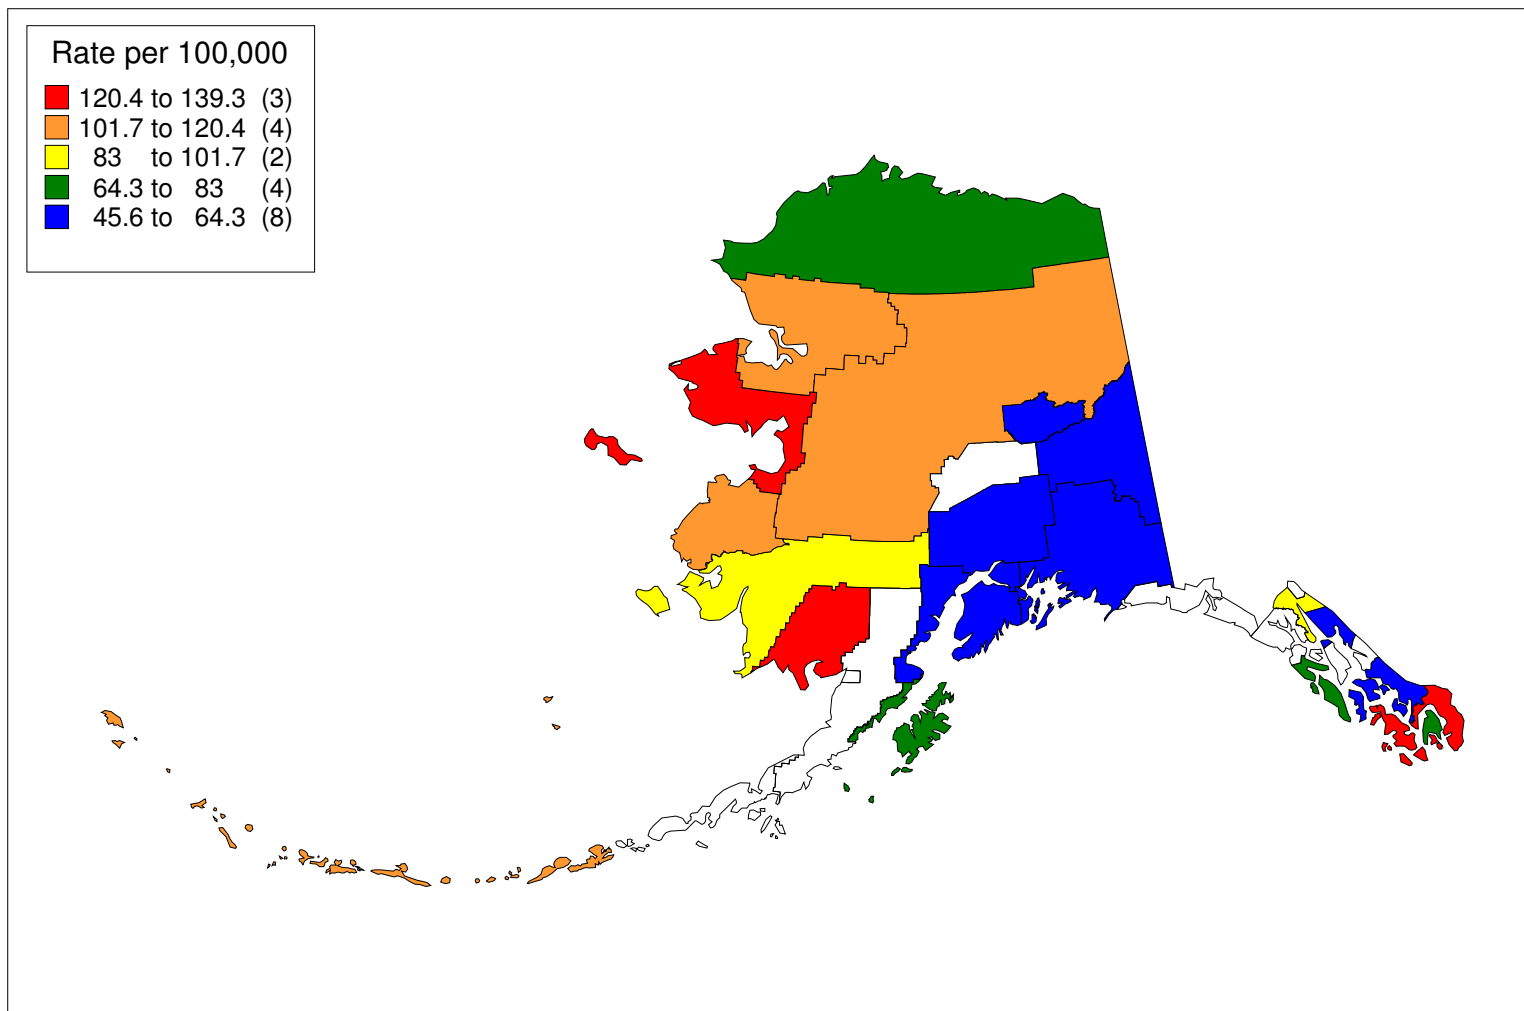 Rate per 100,000
120.4 to 139.3 (3)
101.7 to 120.4 (4)
83 to 101.7 (2)
64.3 to 83 (4)
45.6 to 64.3 (8)